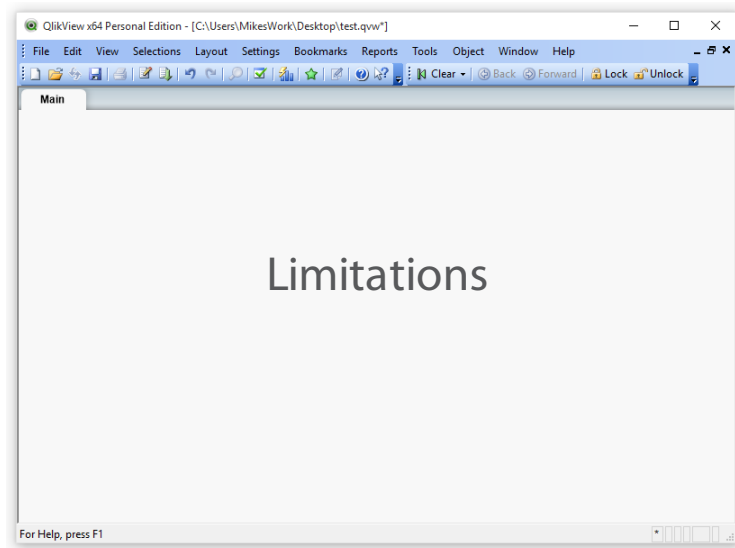 QlikView x64 Personal Edition - [C:\Users\MikesWork\Desktop\test.qvw*]
File Edit View Selections Layout Settings Bookmarks Reports Tools Object Window Help
Clear Back Forward Lock Unlock
Main
Limitations
For Help, press F1 *